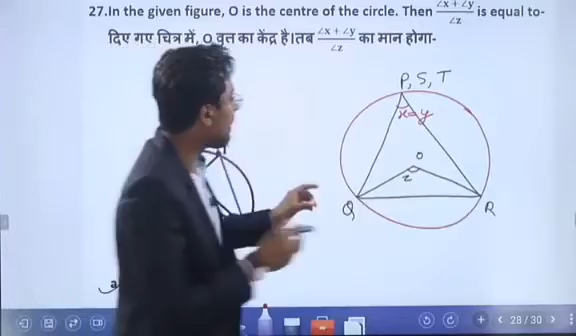 27.In the given figure, O is the centre of the circle. Then ∠x + ∠y / ∠z is equal to-
दिए गए चित्र में, O वृत्त का केंद्र है।तब ∠x + ∠y / ∠z का मान होगा-
P, S, T
x=y
O
z
Q
R
28 / 30